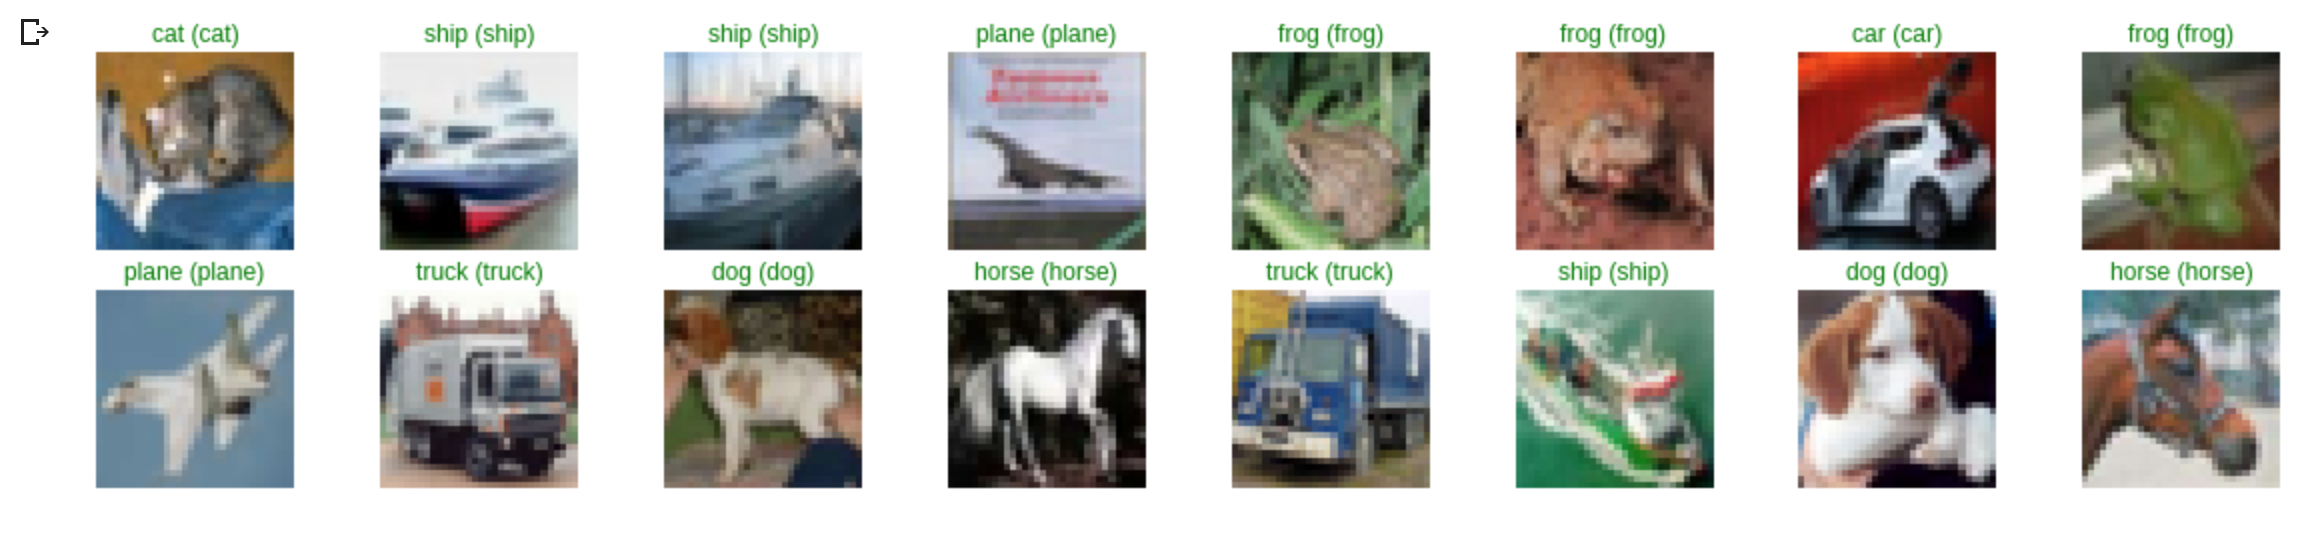 cat (cat) ship (ship) ship (ship) plane (plane) frog (frog) frog (frog) car (car) frog (frog)
plane (plane) truck (truck) dog (dog) horse (horse) truck (truck) ship (ship) dog (dog) horse (horse)